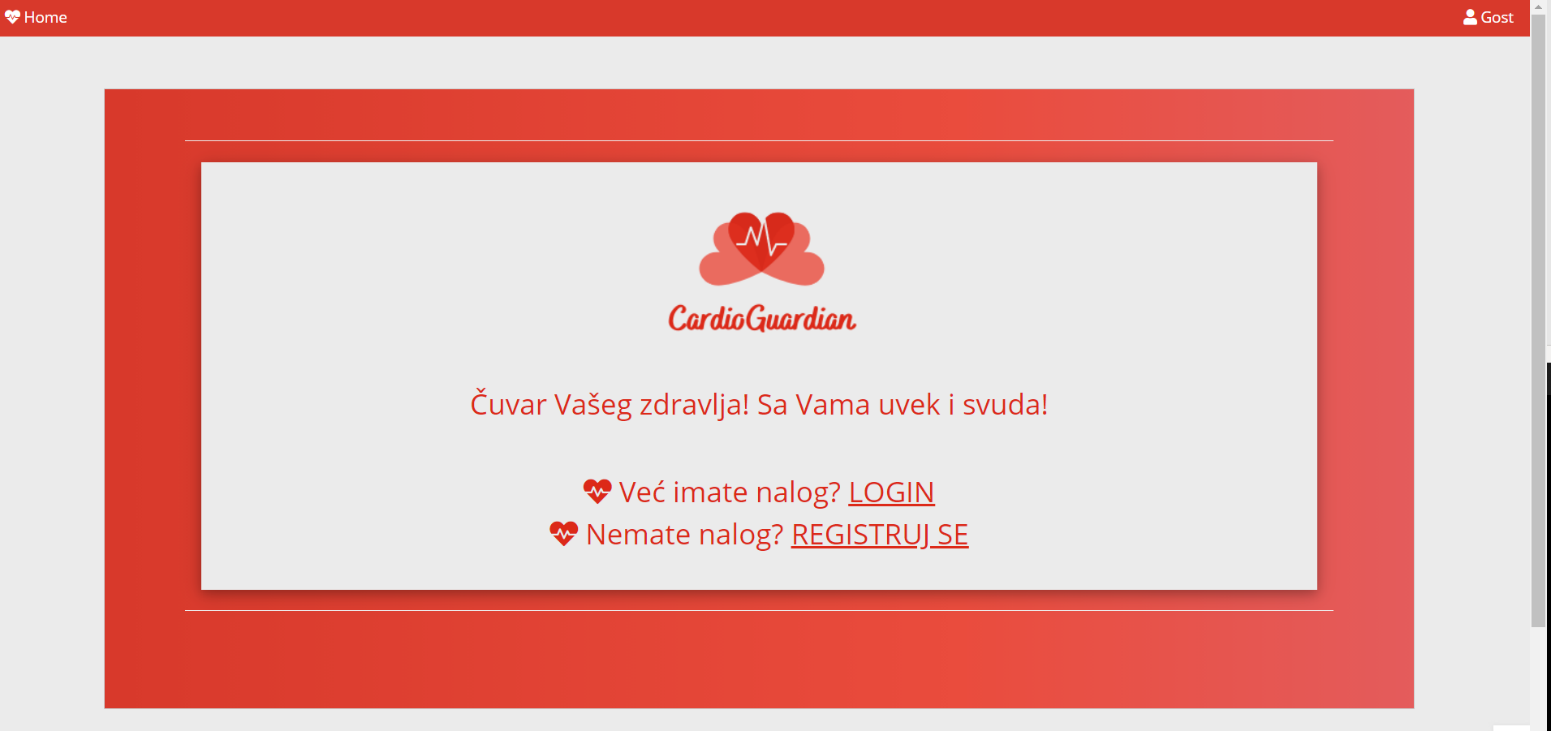 Home
Gost
CardioGuardian
Čuvar Vašeg zdravlja! Sa Vama uvek i svuda!
Već imate nalog? LOGIN
Nemate nalog? REGISTRUJ SE